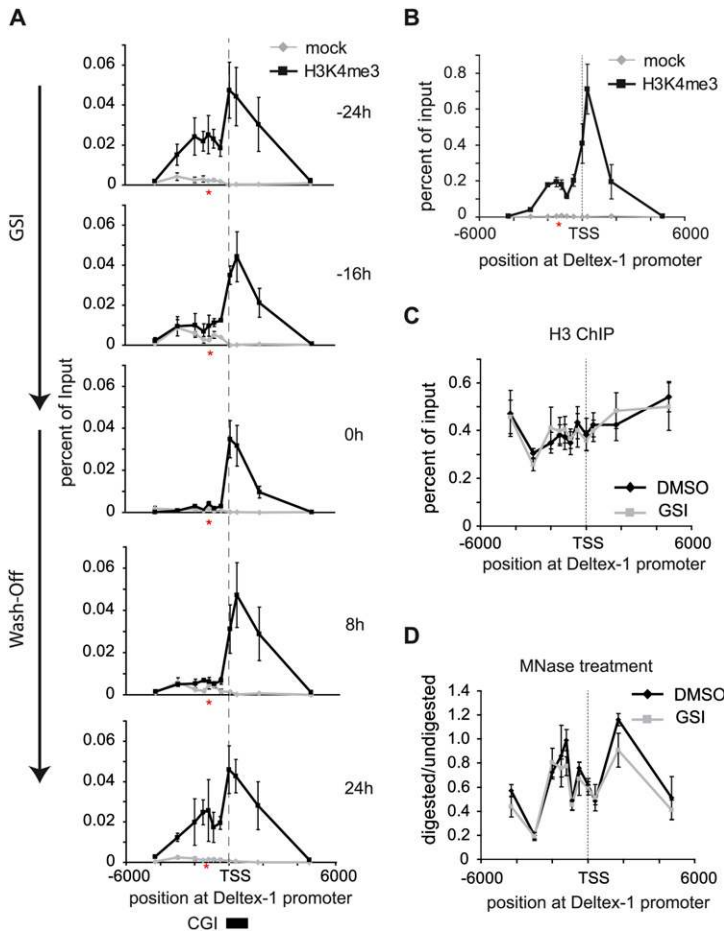 A
mock
H3K4me3
0.06
0.04
0.02
0
-24h
*
GSI
0.06
0.04
0.02
0
-16h
*
percent of Input
0.06
0.04
0.02
0
0h
*
Wash-Off
0.06
0.04
0.02
0
8h
*
0.06
0.04
0.02
0
24h
*
-6000 TSS 6000
position at Deltex-1 promoter
CGI
B
mock
H3K4me3
percent of input
0.8
0.6
0.4
0.2
0
*
-6000 TSS 6000
position at Deltex-1 promoter
C
H3 ChIP
percent of input
0.6
0.4
0.2
0
DMSO
GSI
-6000 TSS 6000
position at Deltex-1 promoter
D
MNase treatment
DMSO
GSI
digested/undigested
1.4
1.2
1.0
0.8
0.6
0.4
0.2
0
-6000 TSS 6000
position at Deltex-1 promoter